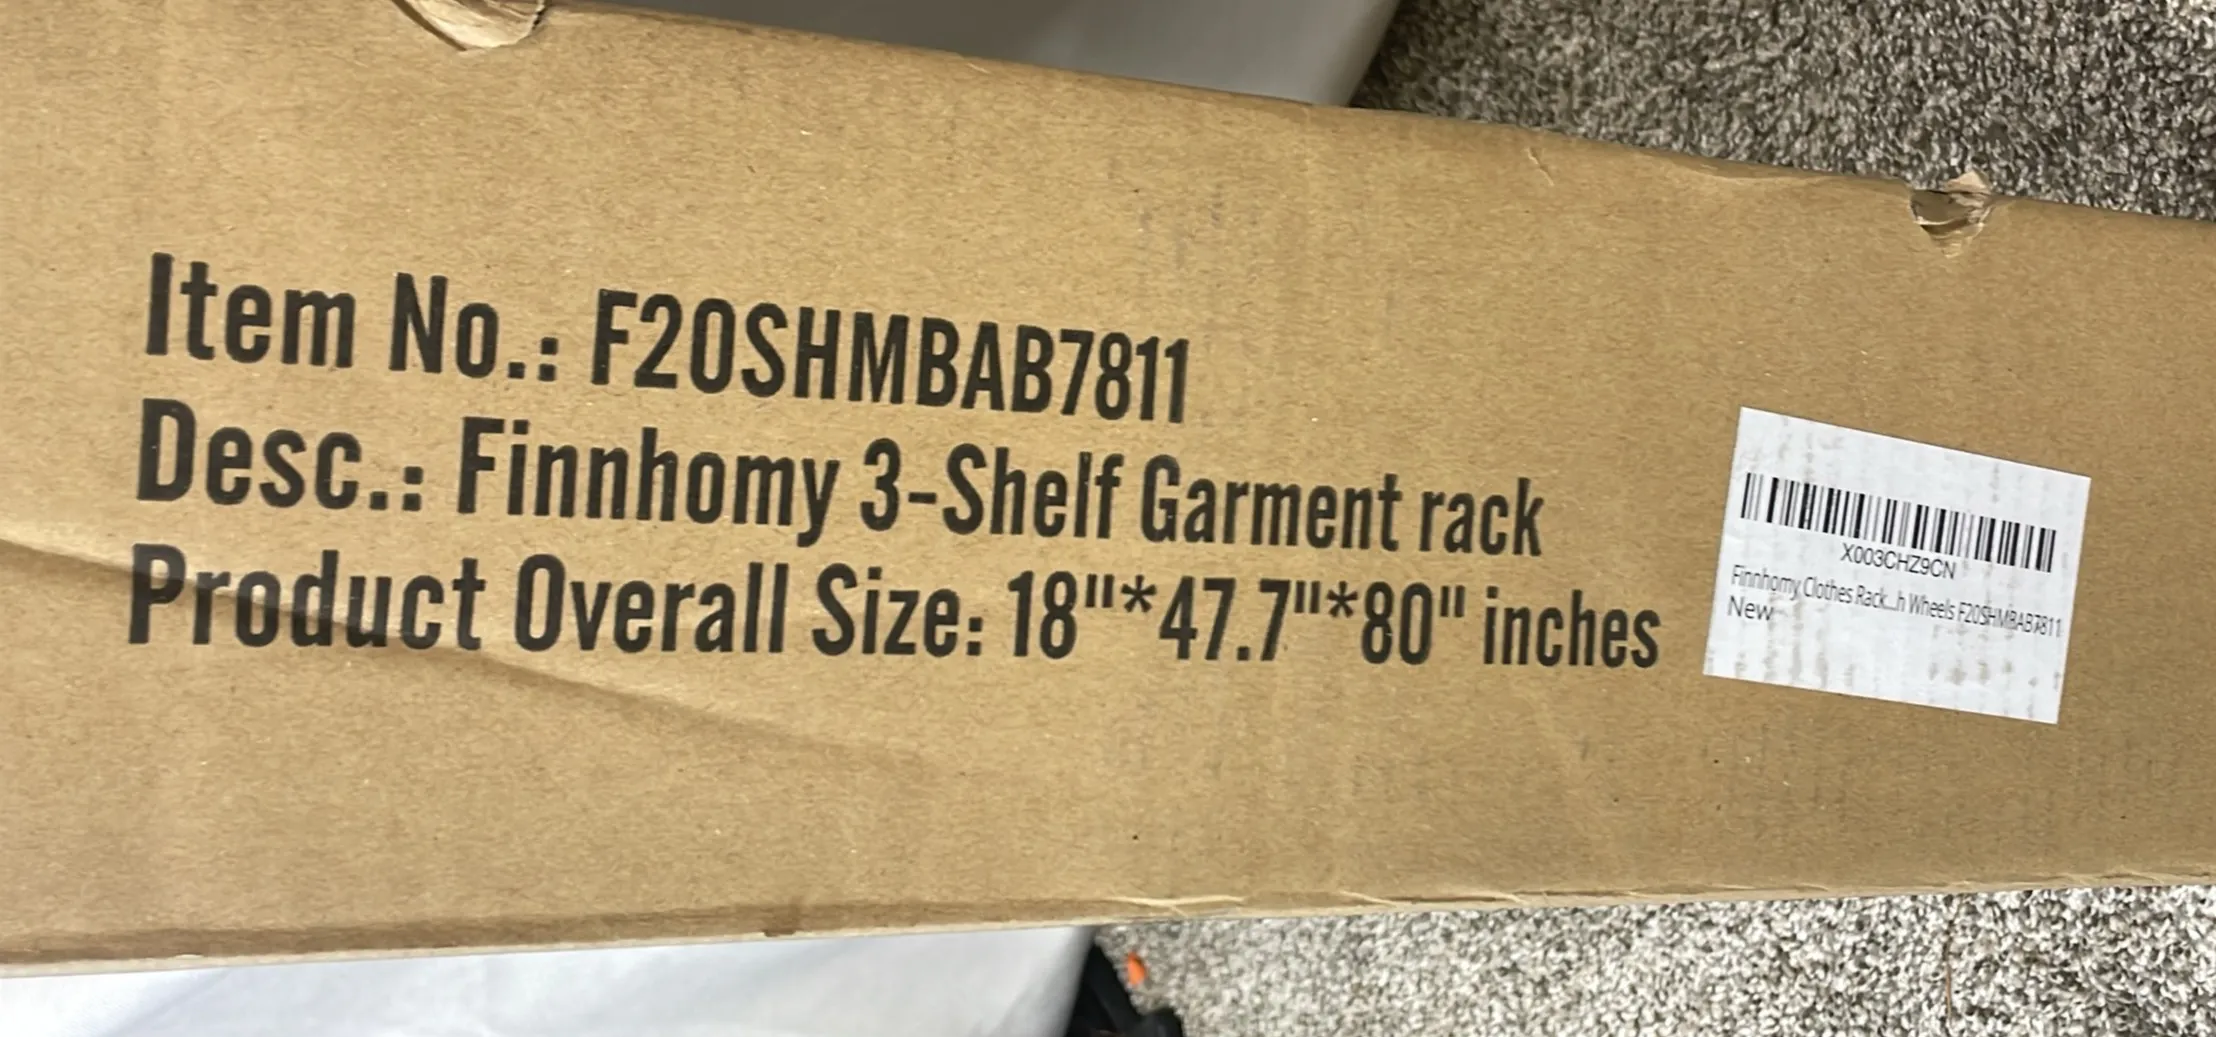 Item No.: F20SHMBAB7811
Desc.: Finnhomy 3-Shelf Garment rack
Product Overall Size: 18"*47.7"*80" inches
X003CHZ9CN
Finnhomy Clothes Rack...h Wheels F20SHMBAB7811
New